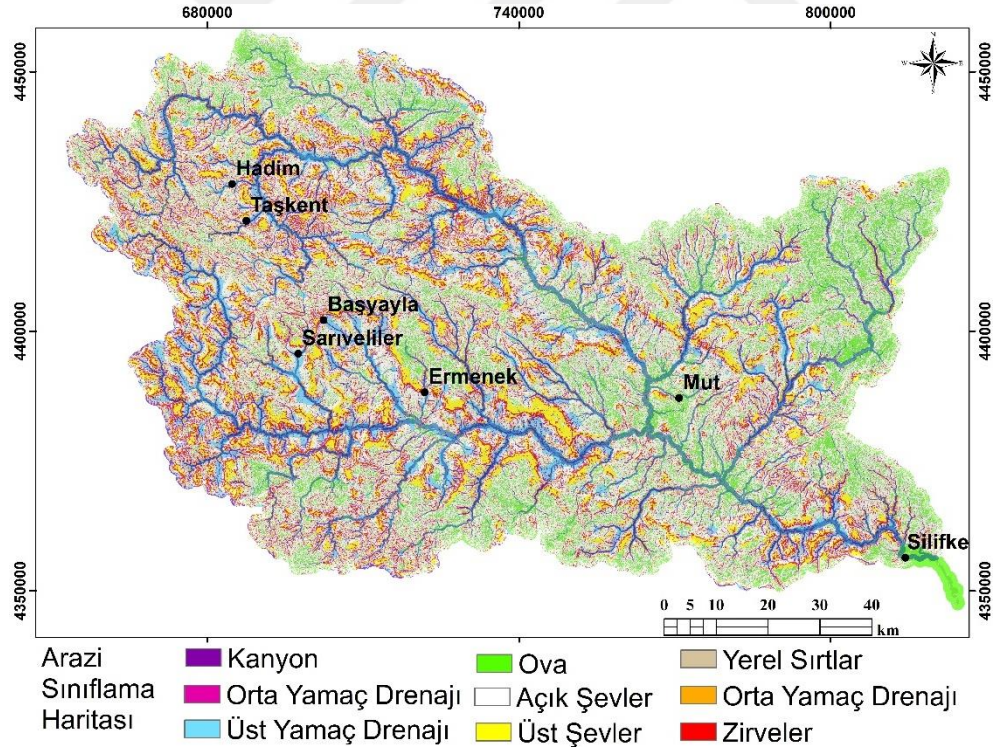 680000 740000 800000
4450000 4450000
Hadim
Taşkent
4400000 4400000
Başyayla
Sarıveliler
Ermenek
Mut
Silifke
4350000 4350000
0 5 10 20 30 40
km
Arazi
Sınıflama
Haritası
Kanyon
Orta Yamaç Drenajı
Üst Yamaç Drenajı
Ova
Açık Şevler
Üst Şevler
Yerel Sırtlar
Orta Yamaç Drenajı
Zirveler